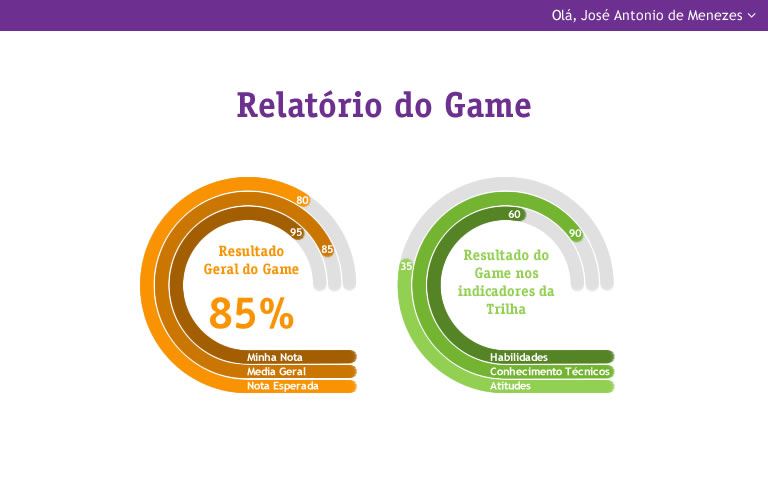 Olá, José Antonio de Menezes
Relatório do Game
80
95
85
Resultado
Geral do Game
85%
Minha Nota
Media Geral
Nota Esperada
60
90
35
Resultado do
Game nos
indicadores da
Trilha
Habilidades
Conhecimento Técnicos
Atitudes